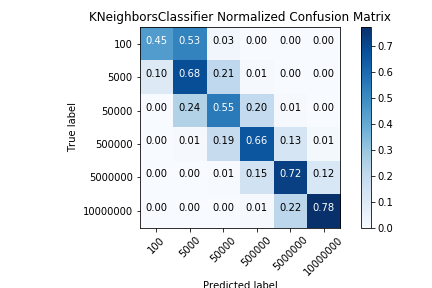 KNeighborsClassifier Normalized Confusion Matrix
True label
100 0.45 0.53 0.03 0.00 0.00 0.00
5000 0.10 0.68 0.21 0.01 0.00 0.00
50000 0.00 0.24 0.55 0.20 0.01 0.00
500000 0.00 0.01 0.19 0.66 0.13 0.01
5000000 0.00 0.00 0.01 0.15 0.72 0.12
10000000 0.00 0.00 0.00 0.01 0.22 0.78
100 5000 50000 500000 5000000 10000000
Predicted label
0.7
0.6
0.5
0.4
0.3
0.2
0.1
0.0